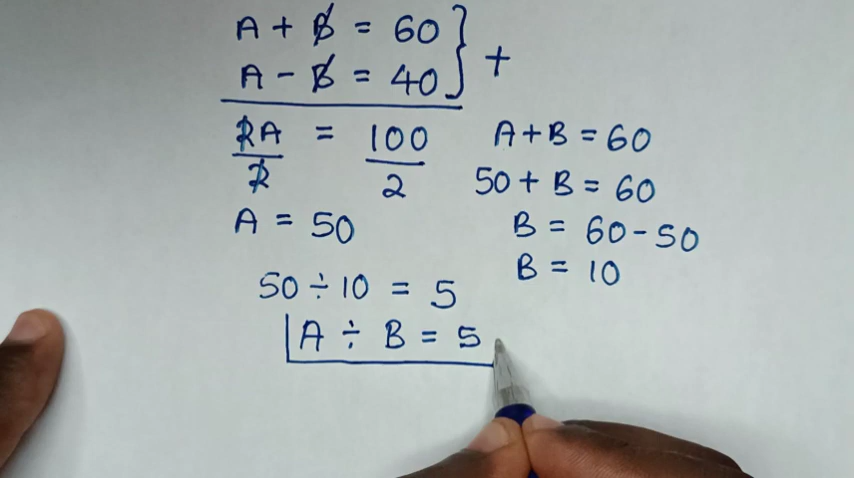 A + B = 60
A - B = 40 } +
2A/2 = 100/2
A = 50
A + B = 60
50 + B = 60
B = 60 - 50
B = 10
50 ÷ 10 = 5
A ÷ B = 5